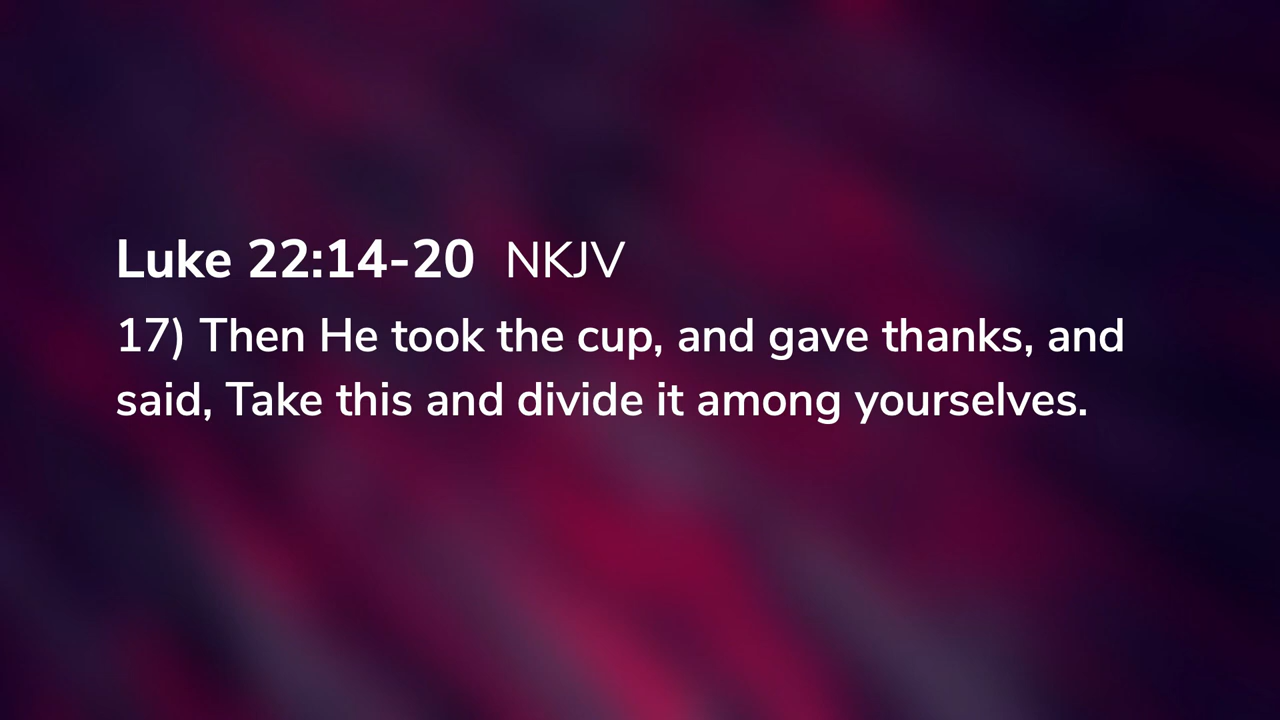 Luke 22:14-20 NKJV
17) Then He took the cup, and gave thanks, and
said, Take this and divide it among yourselves.